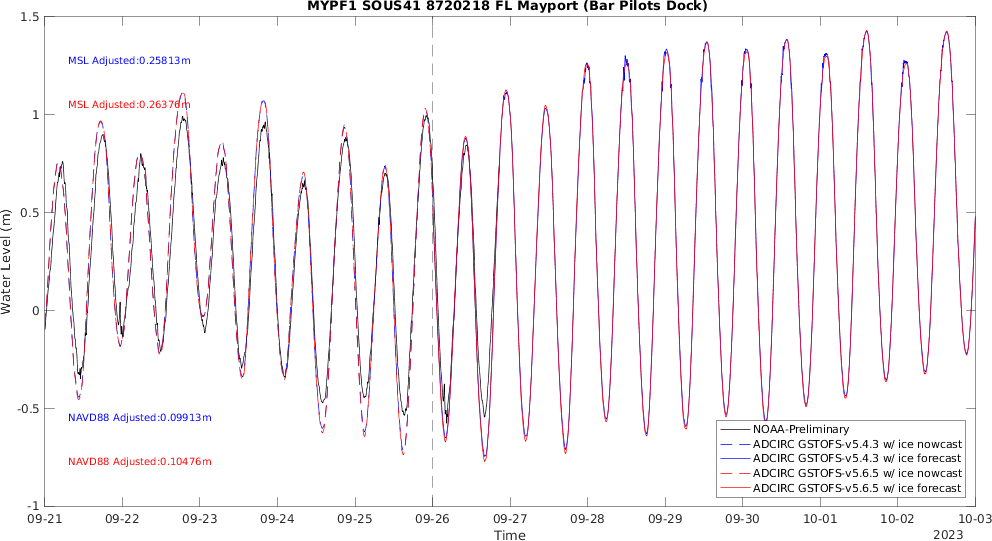 MYPF1 SOUS41 8720218 FL Mayport (Bar Pilots Dock)
1.5
1
0.5
0
-0.5
-1
Water Level (m)
MSL Adjusted:0.25813m
MSL Adjusted:0.26376m
NAVD88 Adjusted:0.09913m
NAVD88 Adjusted:0.10476m
NOAA-Preliminary
ADCIRC GSTOFS-v5.4.3 w/ ice nowcast
ADCIRC GSTOFS-v5.4.3 w/ ice forecast
ADCIRC GSTOFS-v5.6.5 w/ ice nowcast
ADCIRC GSTOFS-v5.6.5 w/ ice forecast
09-21 09-22 09-23 09-24 09-25 09-26 09-27 09-28 09-29 09-30 10-01 10-02 10-03
Time
2023